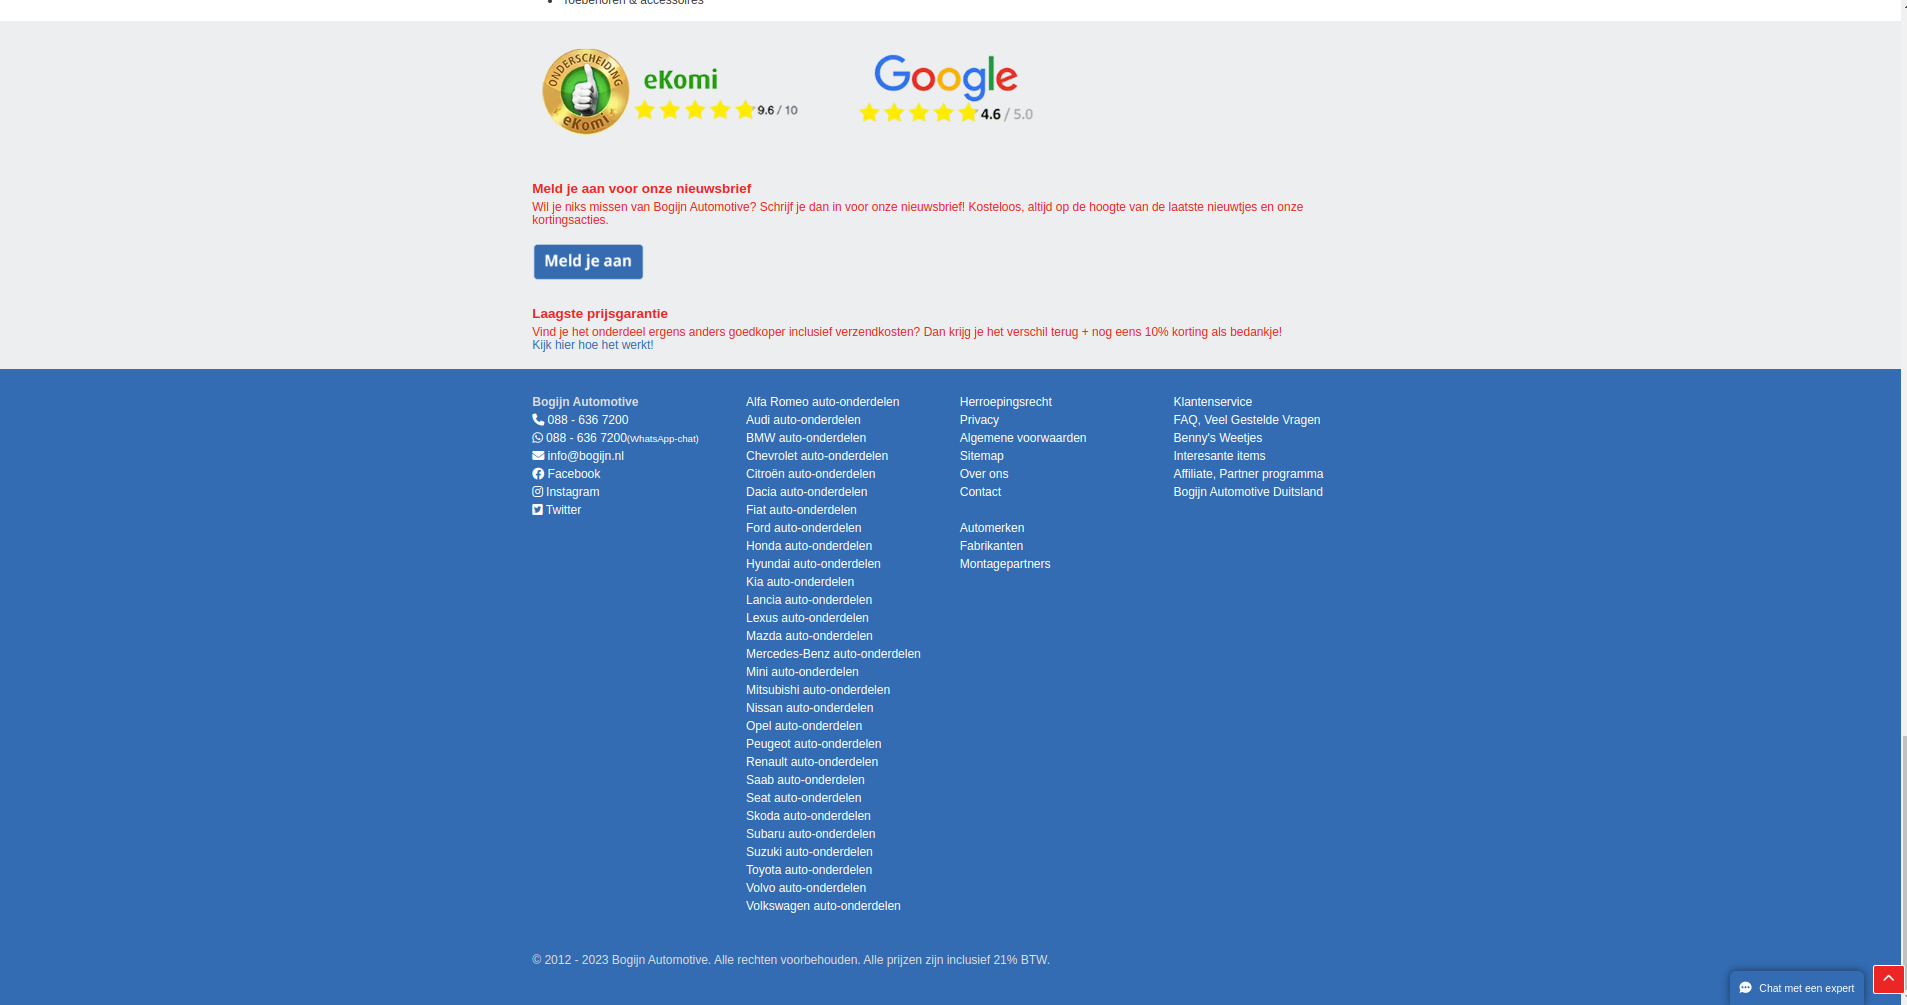 Toebehoren & accessoires
ONDERSCHEIDING
eKomi
eKomi
9.6 / 10
Google
4.6 / 5.0
Meld je aan voor onze nieuwsbrief
Wil je niks missen van Bogijn Automotive? Schrijf je dan in voor onze nieuwsbrief! Kosteloos, altijd op de hoogte van de laatste nieuwtjes en onze
kortingsacties.
Meld je aan
Laagste prijsgarantie
Vind je het onderdeel ergens anders goedkoper inclusief verzendkosten? Dan krijg je het verschil terug + nog eens 10% korting als bedankje!
Kijk hier hoe het werkt!
Bogijn Automotive
088 - 636 7200
088 - 636 7200(WhatsApp-chat)
info@bogijn.nl
Facebook
Instagram
Twitter
Alfa Romeo auto-onderdelen
Audi auto-onderdelen
BMW auto-onderdelen
Chevrolet auto-onderdelen
Citroën auto-onderdelen
Dacia auto-onderdelen
Fiat auto-onderdelen
Ford auto-onderdelen
Honda auto-onderdelen
Hyundai auto-onderdelen
Kia auto-onderdelen
Lancia auto-onderdelen
Lexus auto-onderdelen
Mazda auto-onderdelen
Mercedes-Benz auto-onderdelen
Mini auto-onderdelen
Mitsubishi auto-onderdelen
Nissan auto-onderdelen
Opel auto-onderdelen
Peugeot auto-onderdelen
Renault auto-onderdelen
Saab auto-onderdelen
Seat auto-onderdelen
Skoda auto-onderdelen
Subaru auto-onderdelen
Suzuki auto-onderdelen
Toyota auto-onderdelen
Volvo auto-onderdelen
Volkswagen auto-onderdelen
Herroepingsrecht
Privacy
Algemene voorwaarden
Sitemap
Over ons
Contact
Automerken
Fabrikanten
Montagepartners
Klantenservice
FAQ, Veel Gestelde Vragen
Benny's Weetjes
Interesante items
Affiliate, Partner programma
Bogijn Automotive Duitsland
© 2012 - 2023 Bogijn Automotive. Alle rechten voorbehouden. Alle prijzen zijn inclusief 21% BTW.
Chat met een expert